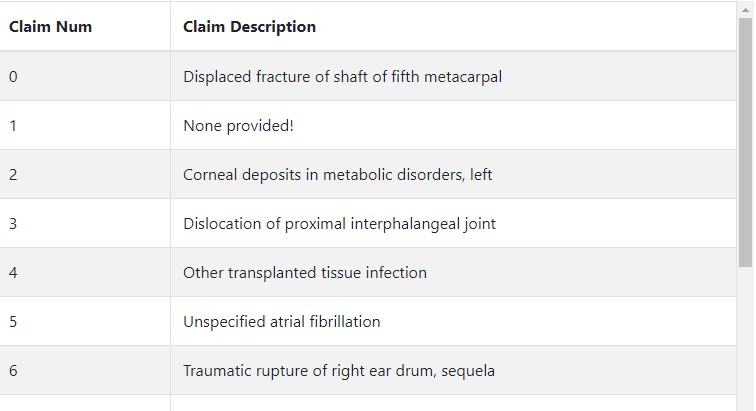 Claim Num Claim Description
0 Displaced fracture of shaft of fifth metacarpal
1 None provided!
2 Corneal deposits in metabolic disorders, left
3 Dislocation of proximal interphalangeal joint
4 Other transplanted tissue infection
5 Unspecified atrial fibrillation
6 Traumatic rupture of right ear drum, sequela